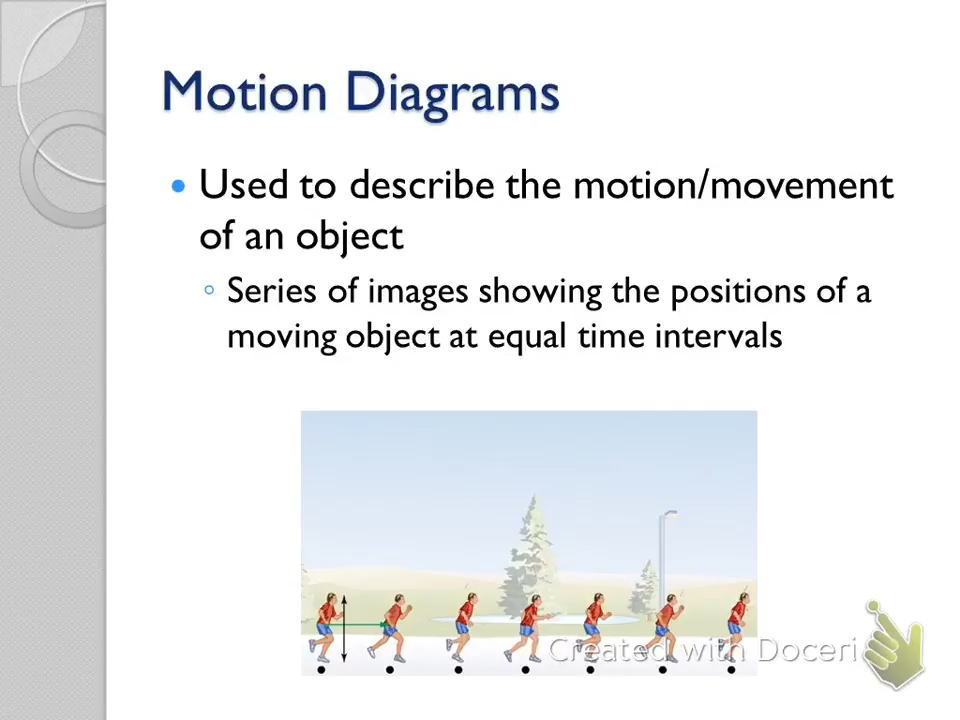 Motion Diagrams
• Used to describe the motion/movement
of an object
◦ Series of images showing the positions of a
moving object at equal time intervals
Created with Doceri